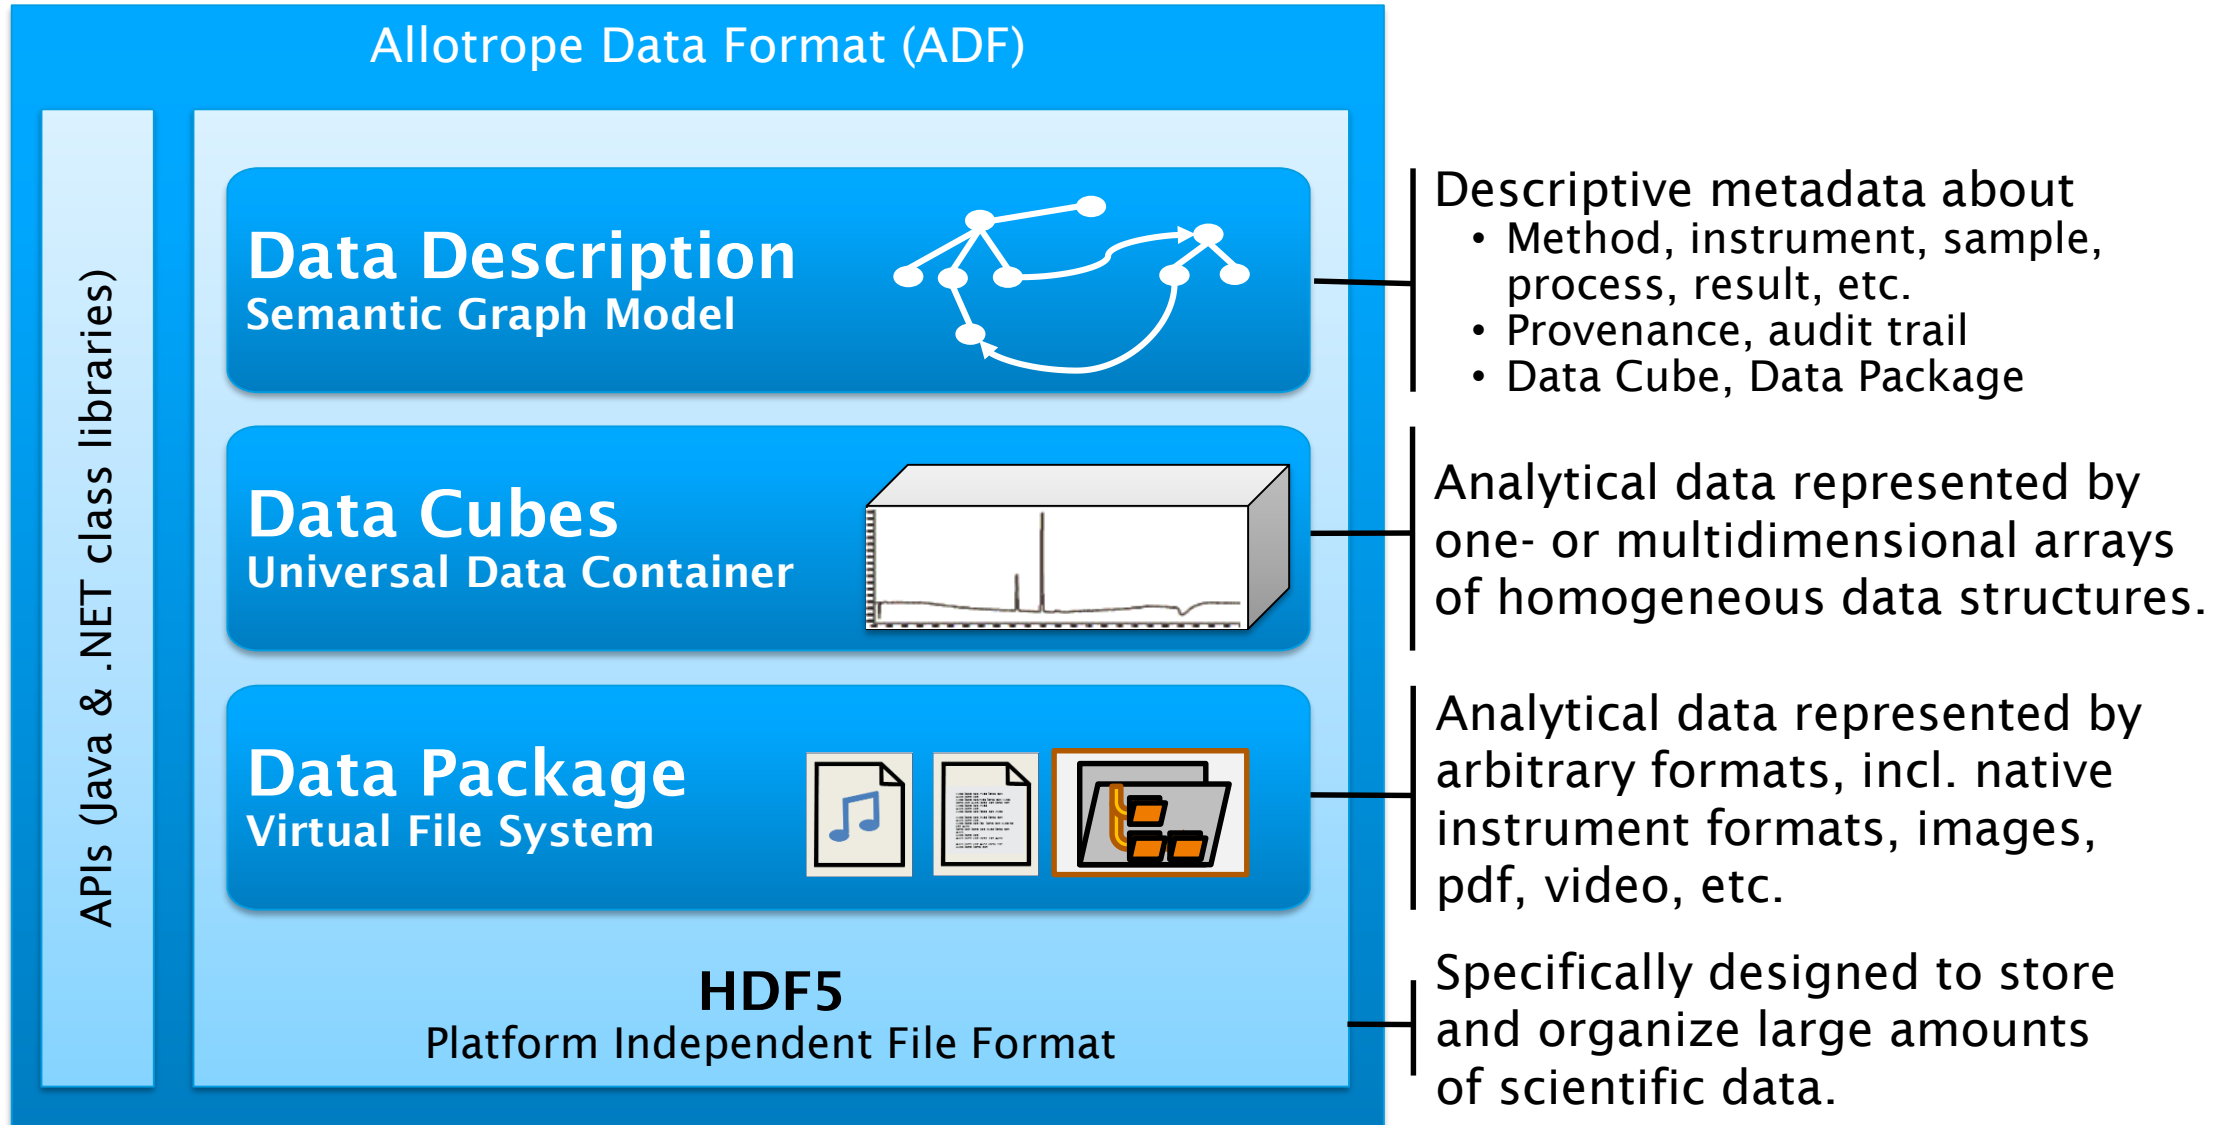 Allotrope Data Format (ADF)
APIs (Java & .NET class libraries)
Data Description
Semantic Graph Model
Descriptive metadata about
• Method, instrument, sample,
process, result, etc.
• Provenance, audit trail
• Data Cube, Data Package
Data Cubes
Universal Data Container
Analytical data represented by
one- or multidimensional arrays
of homogeneous data structures.
Data Package
Virtual File System
Analytical data represented by
arbitrary formats, incl. native
instrument formats, images,
pdf, video, etc.
HDF5
Platform Independent File Format
Specifically designed to store
and organize large amounts
of scientific data.